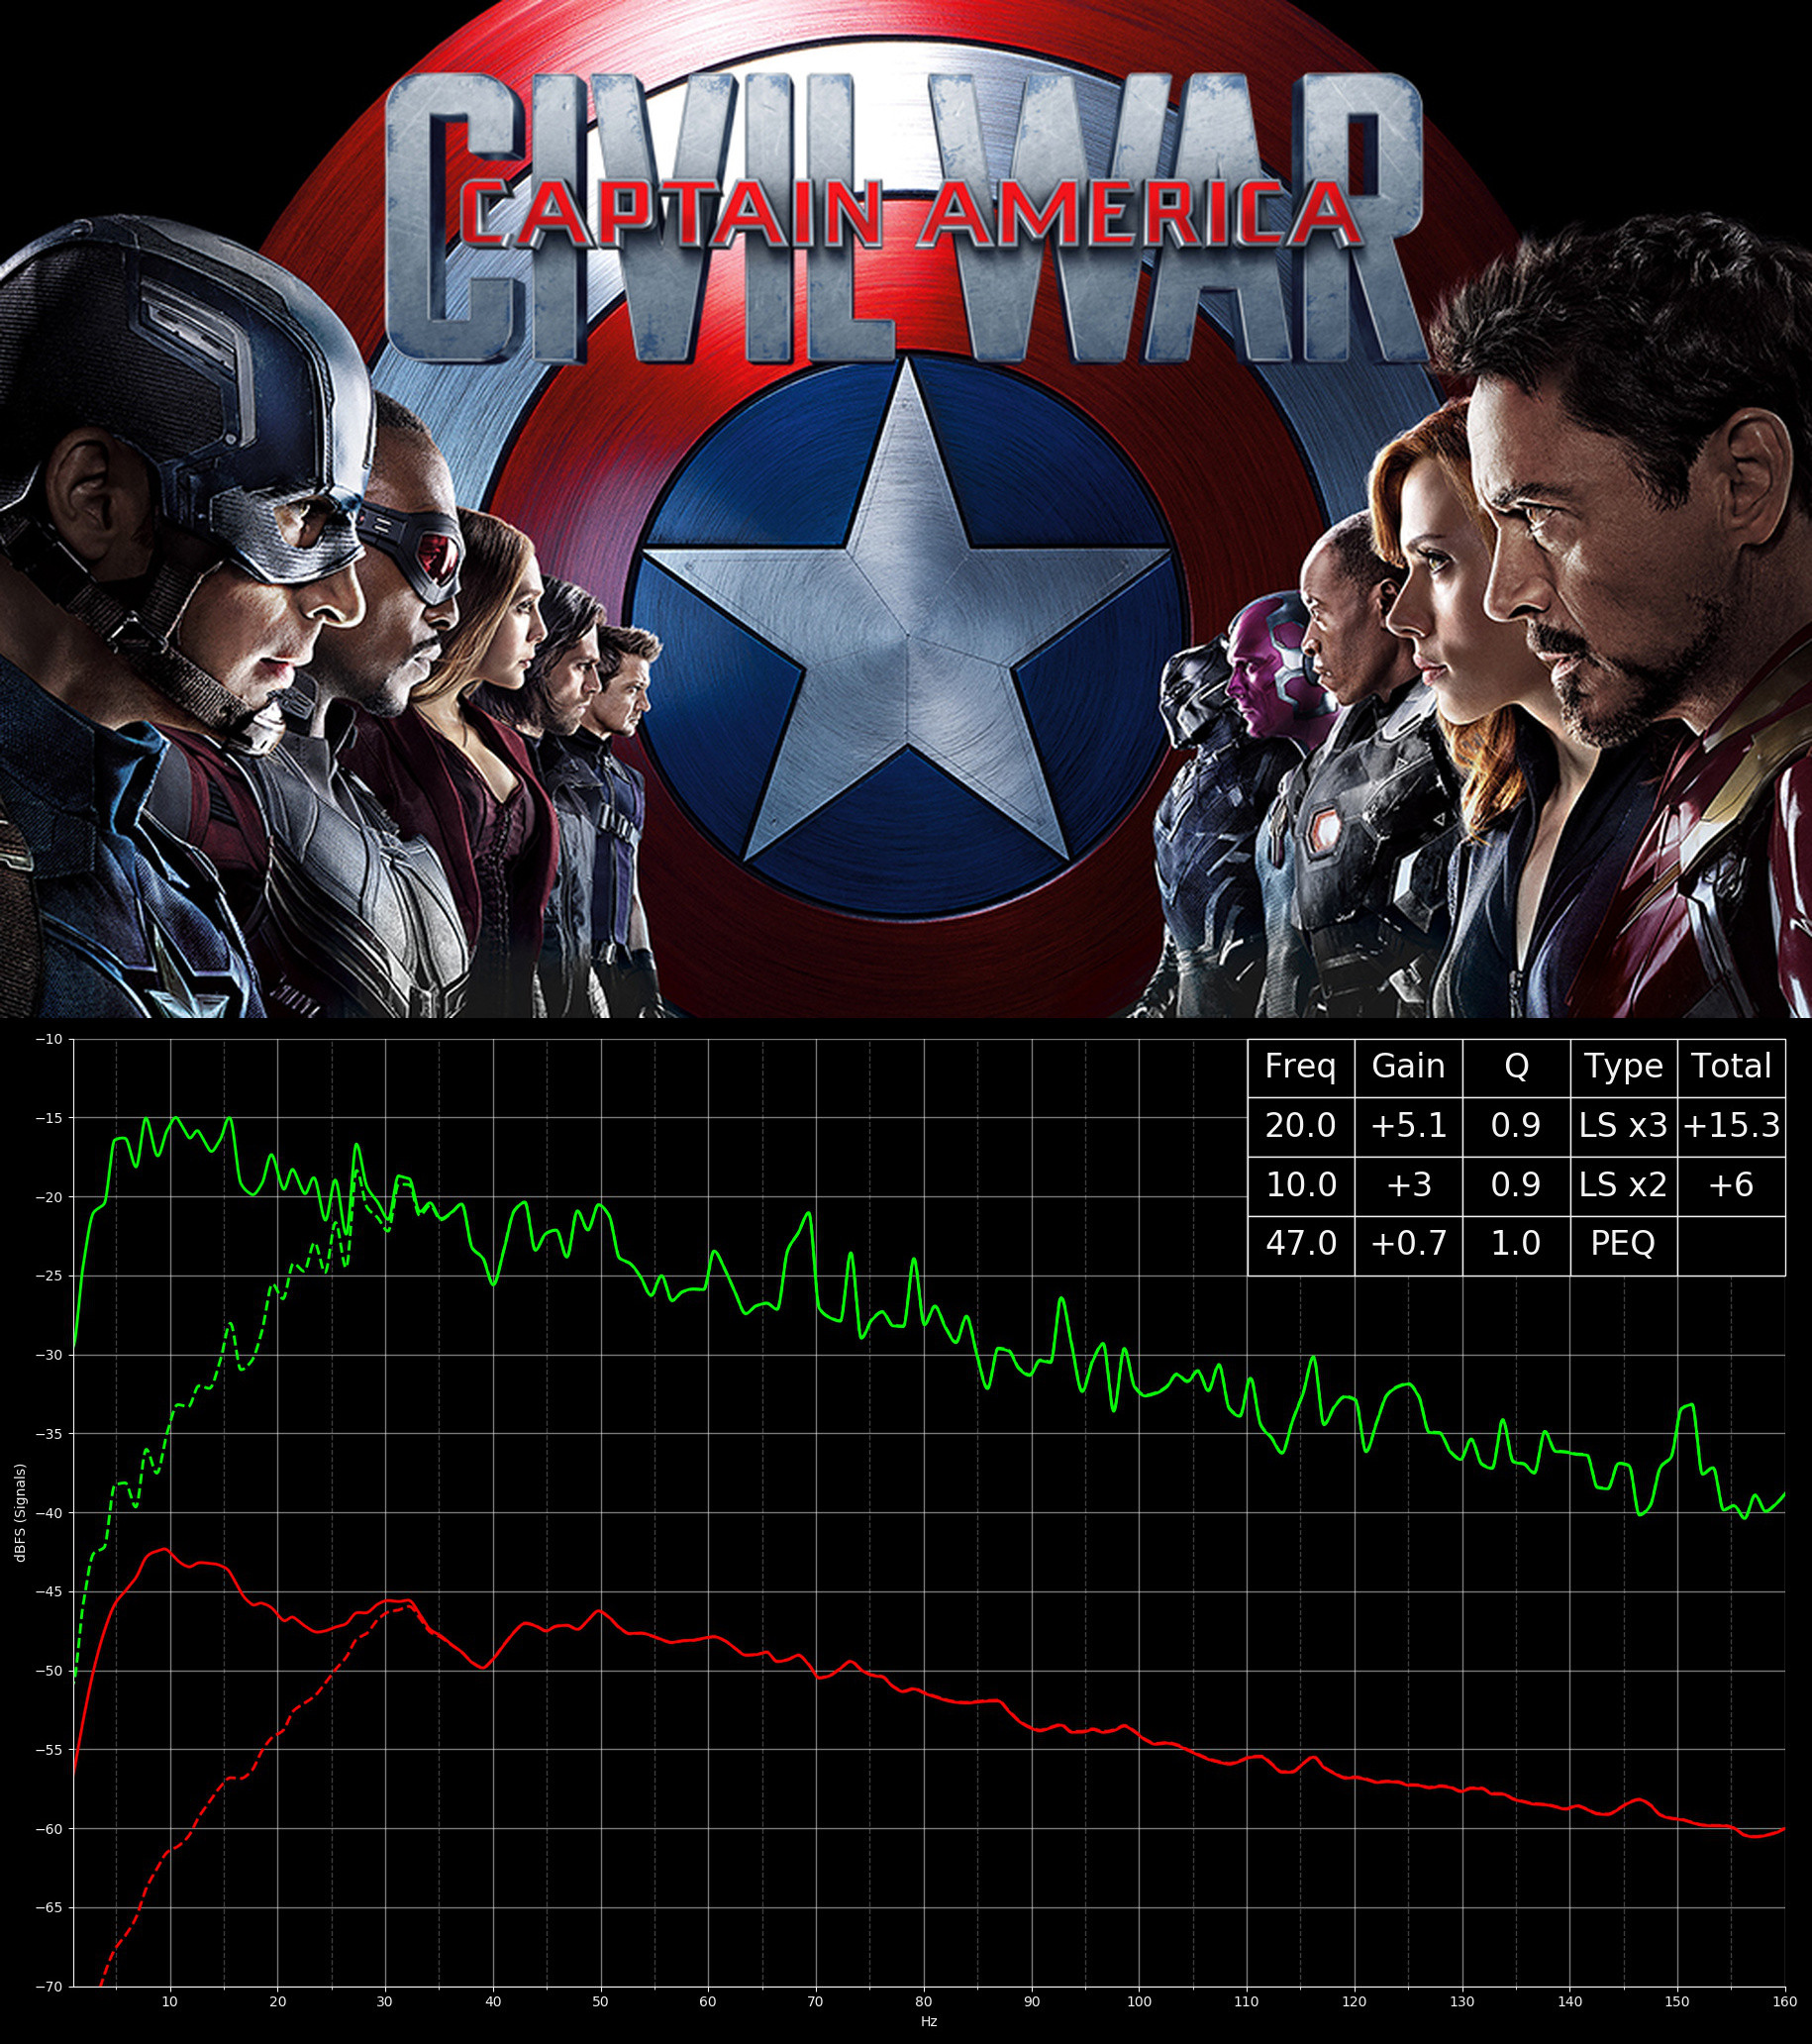 CIVIL WAR
CAPTAIN AMERICA
Freq Gain Q Type Total
20.0 +5.1 0.9 LS x3 +15.3
10.0 +3 0.9 LS x2 +6
47.0 +0.7 1.0 PEQ
−10
−15
−20
−25
−30
−35
−40
−45
−50
−55
−60
−65
−70
dBFS (Signals)
10 20 30 40 50 60 70 80 90 100 110 120 130 140 150 160
Hz